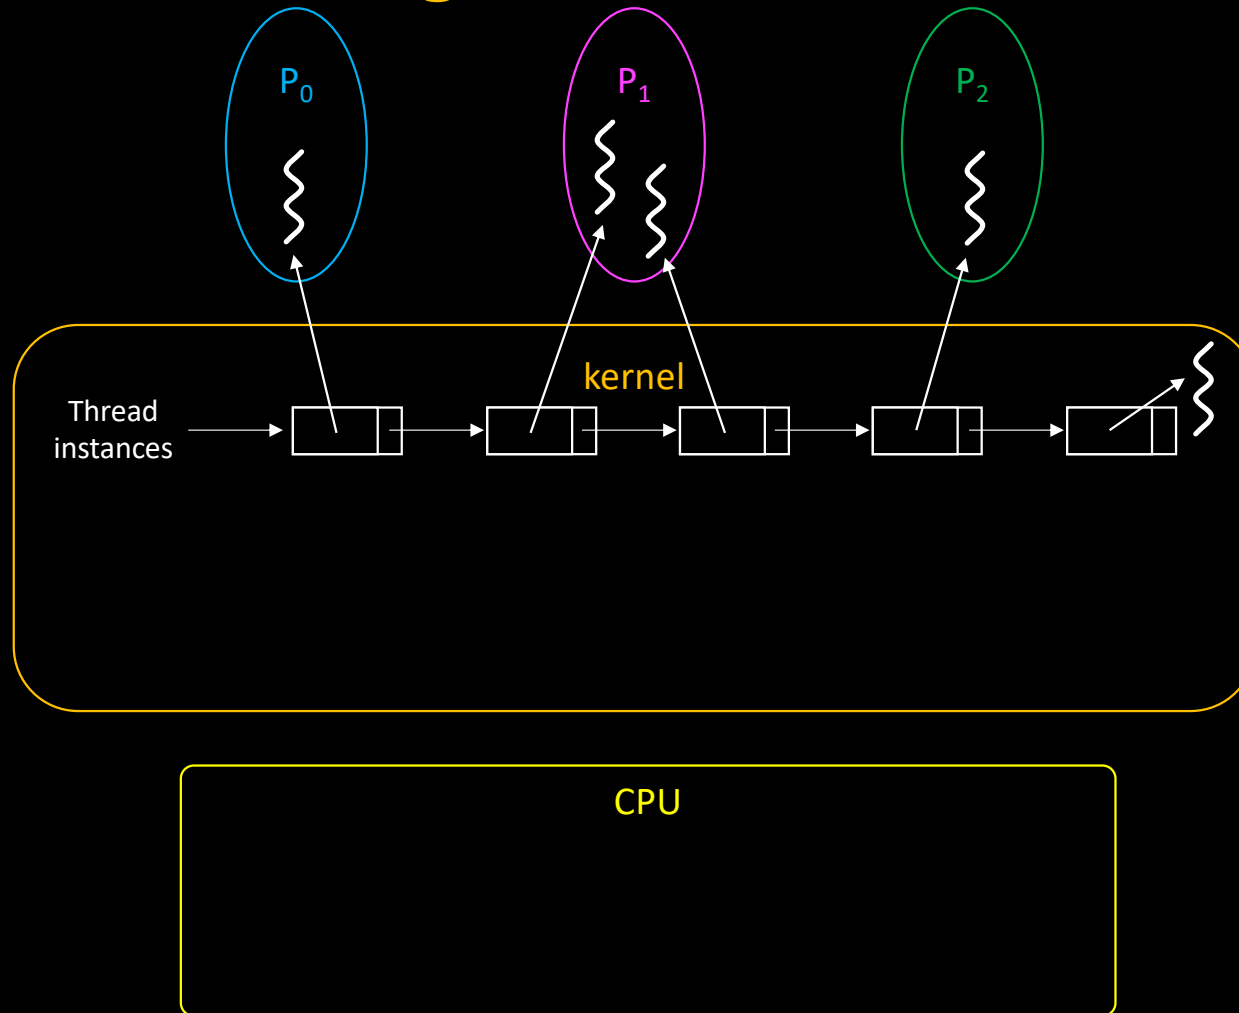 P₀
P₁
P₂
kernel
Thread
instances
CPU